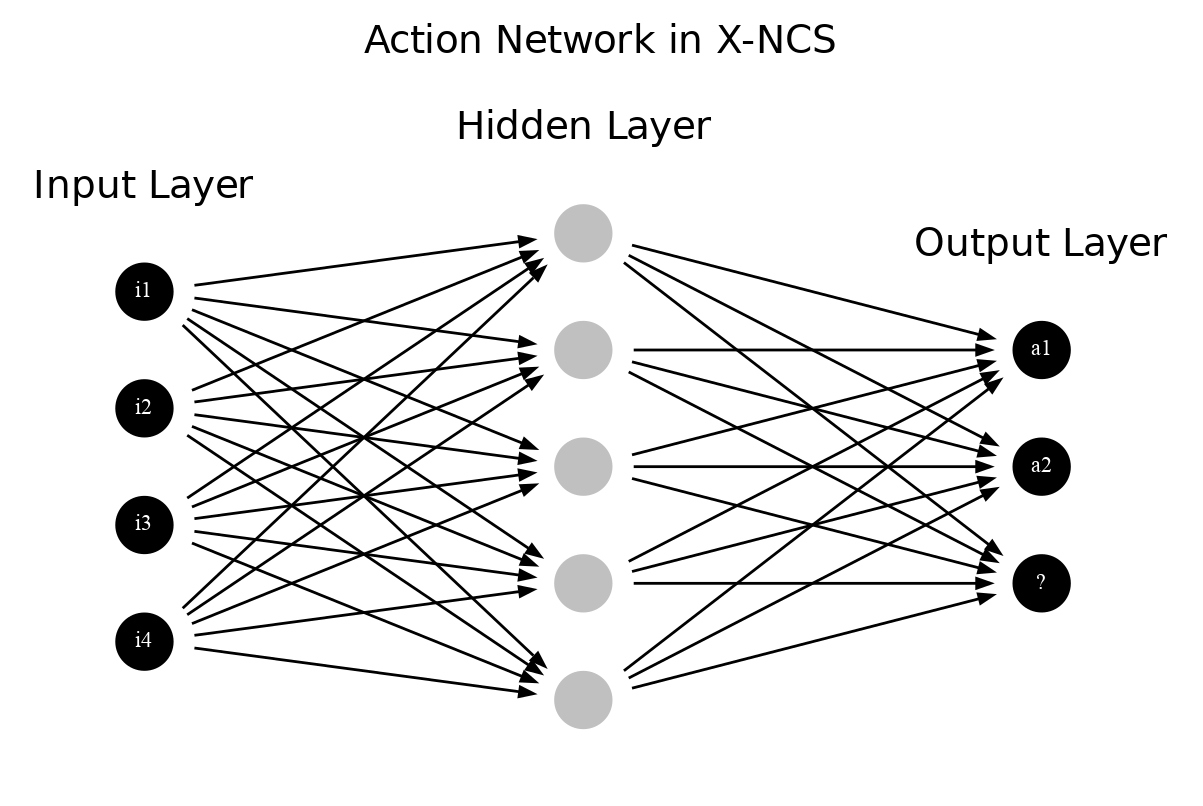 Action Network in X-NCS
Hidden Layer
Input Layer
Output Layer
i1
i2
i3
i4
a1
a2
?